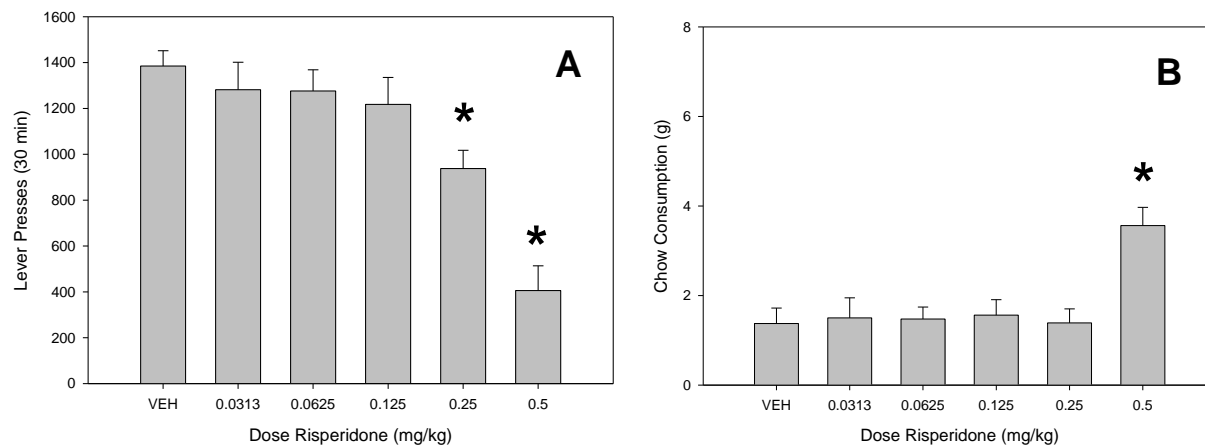 A
Lever Presses (30 min)
1600
1400
1200
1000
800
600
400
200
0
*
*
VEH 0.0313 0.0625 0.125 0.25 0.5
Dose Risperidone (mg/kg)
B
Chow Consumption (g)
8
6
4
2
0
*
VEH 0.0313 0.0625 0.125 0.25 0.5
Dose Risperidone (mg/kg)